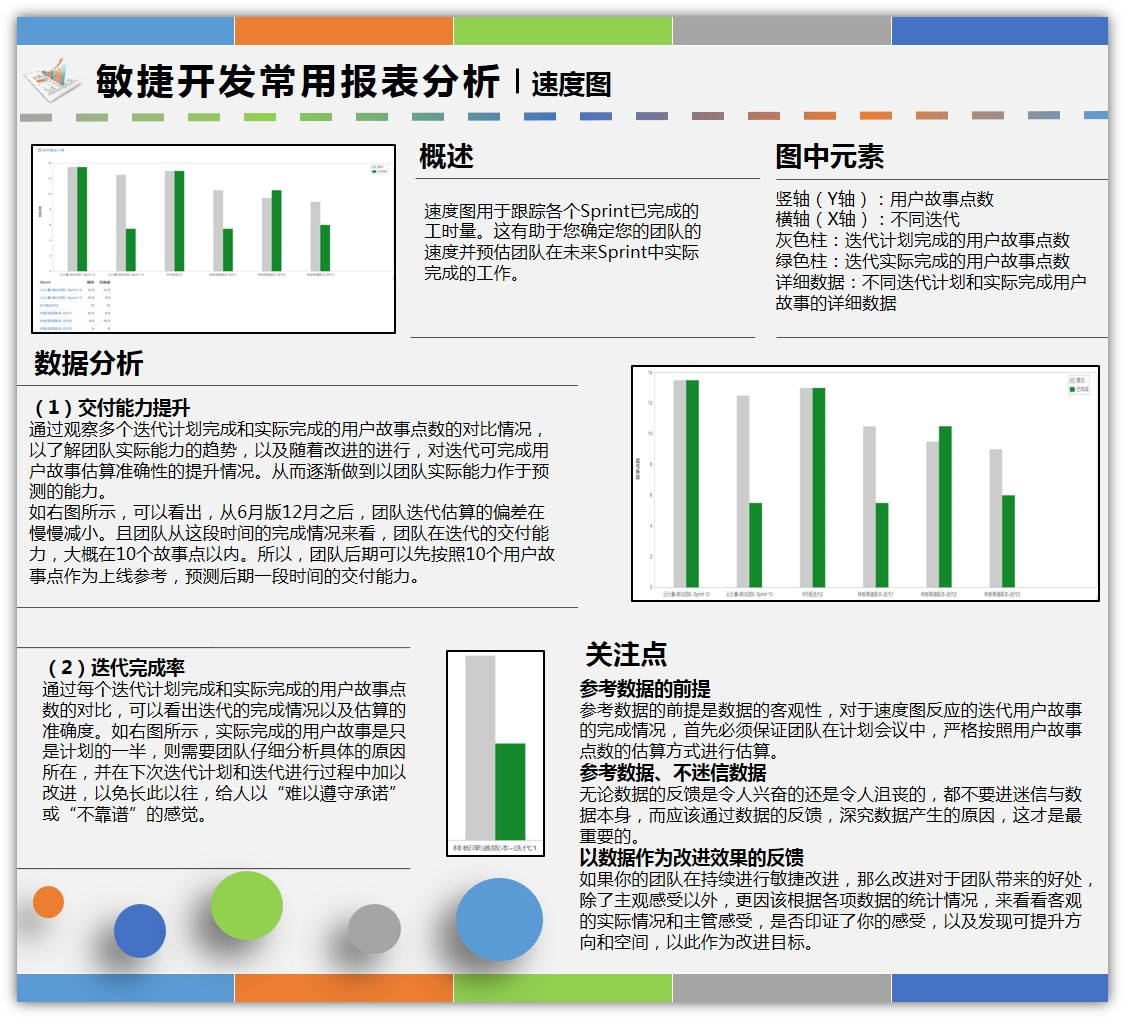 敏捷开发常用报表分析 | 速度图
概述
速度图用于跟踪各个Sprint已完成的
工时量。这有助于您确定您的团队的
速度并预估团队在未来Sprint中实际
完成的工作。
图中元素
竖轴（Y轴）：用户故事点数
横轴（X轴）：不同迭代
灰色柱：迭代计划完成的用户故事点数
绿色柱：迭代实际完成的用户故事点数
详细数据：不同迭代计划和实际完成用户
故事的详细数据
数据分析
（1）交付能力提升
通过观察多个迭代计划完成和实际完成的用户故事点数的对比情况，
以了解团队实际能力的趋势，以及随着改进的进行，对迭代可完成用
户故事估算准确性的提升情况。从而逐渐做到以团队实际能力作于预
测的能力。
如右图所示，可以看出，从6月版12月之后，团队迭代估算的偏差在
慢慢减小。且团队从这段时间的完成情况来看，团队在迭代的交付能
力，大概在10个故事点以内。所以，团队后期可以先按照10个用户故
事点作为上线参考，预测后期一段时间的交付能力。
14
12
10
8
6
4
2
0
（2）迭代完成率
通过每个迭代计划完成和实际完成的用户故事点
数的对比，可以看出迭代的完成情况以及估算的
准确度。如右图所示，实际完成的用户故事是只
是计划的一半，则需要团队仔细分析具体的原因
所在，并在下次迭代计划和迭代进行过程中加以
改进，以免长此以往，给人以“难以遵守承诺”
或“不靠谱”的感觉。
样板渠道版本-迭代1
关注点
参考数据的前提
参考数据的前提是数据的客观性，对于速度图反应的迭代用户故事
的完成情况，首先必须保证团队在计划会议中，严格按照用户故事
点数的估算方式进行估算。
参考数据、不迷信数据
无论数据的反馈是令人兴奋的还是令人沮丧的，都不要进迷信与数
据本身，而应该通过数据的反馈，深究数据产生的原因，这才是最
重要的。
以数据作为改进效果的反馈
如果你的团队在持续进行敏捷改进，那么改进对于团队带来的好处，
除了主观感受以外，更因该根据各项数据的统计情况，来看看客观
的实际情况和主管感受，是否印证了你的感受，以及发现可提升方
向和空间，以此作为改进目标。